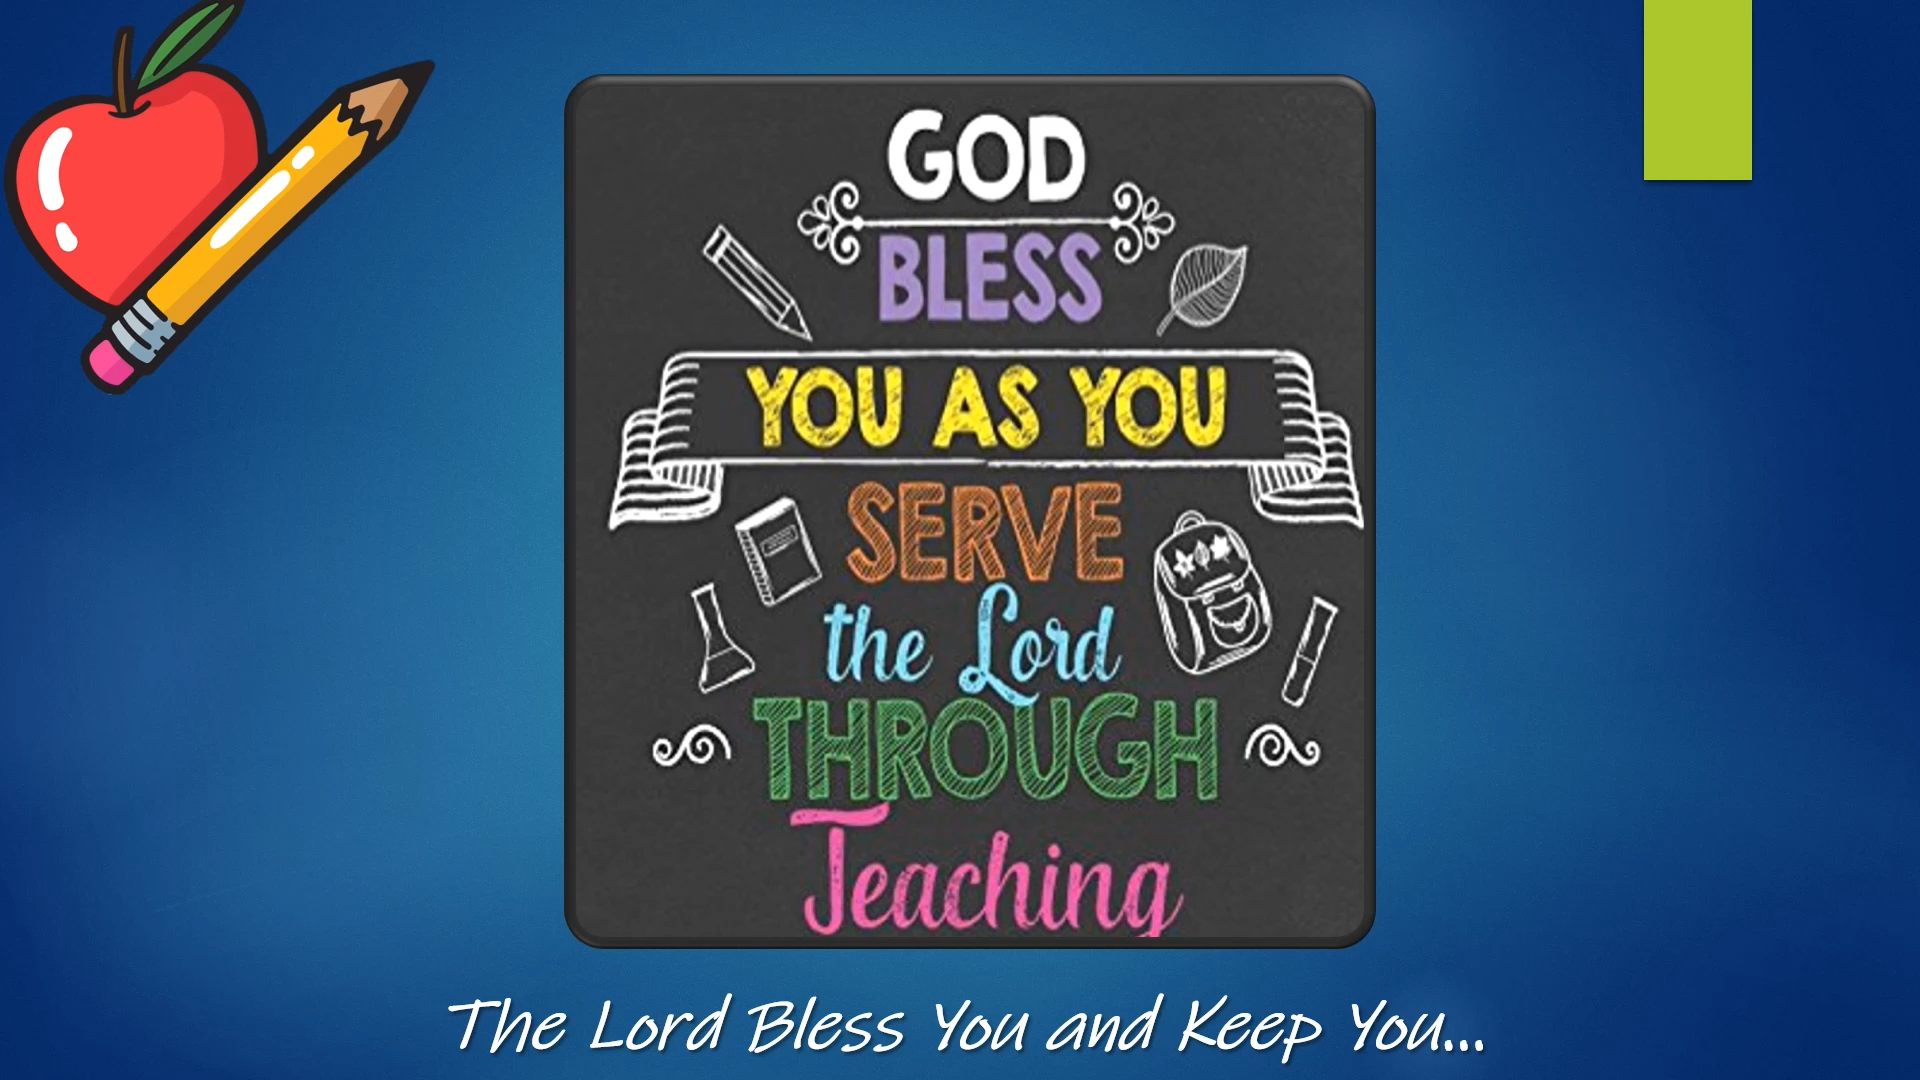 GOD
BLESS
YOU AS YOU
SERVE
the Lord
THROUGH
Teaching
The Lord Bless You and Keep You...